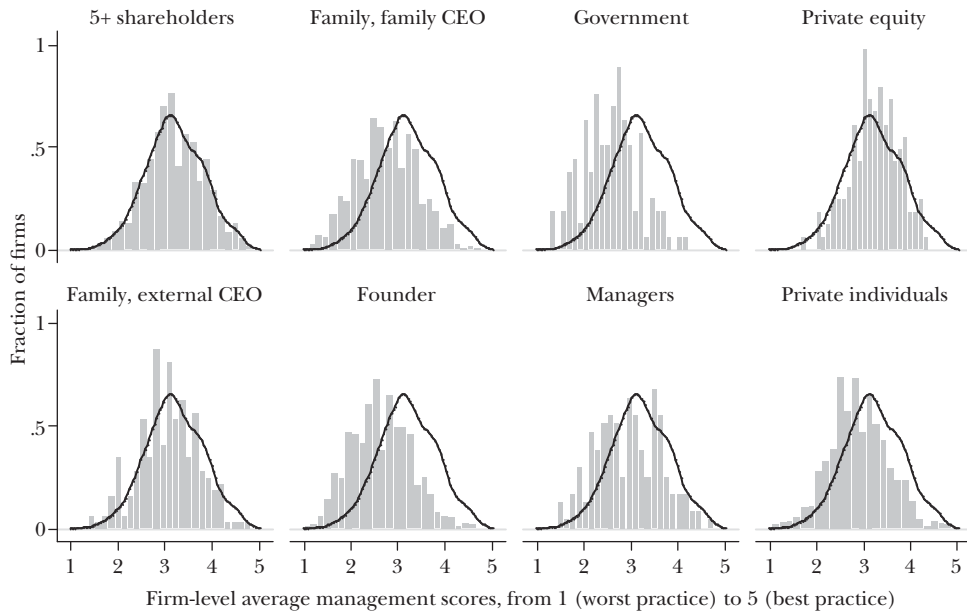 5+ shareholders
Family, family CEO
Government
Private equity
1
.5
0
Family, external CEO
Founder
Managers
Private individuals
1
.5
0
Fraction of firms
1 2 3 4 5
1 2 3 4 5
1 2 3 4 5
1 2 3 4 5
Firm-level average management scores, from 1 (worst practice) to 5 (best practice)